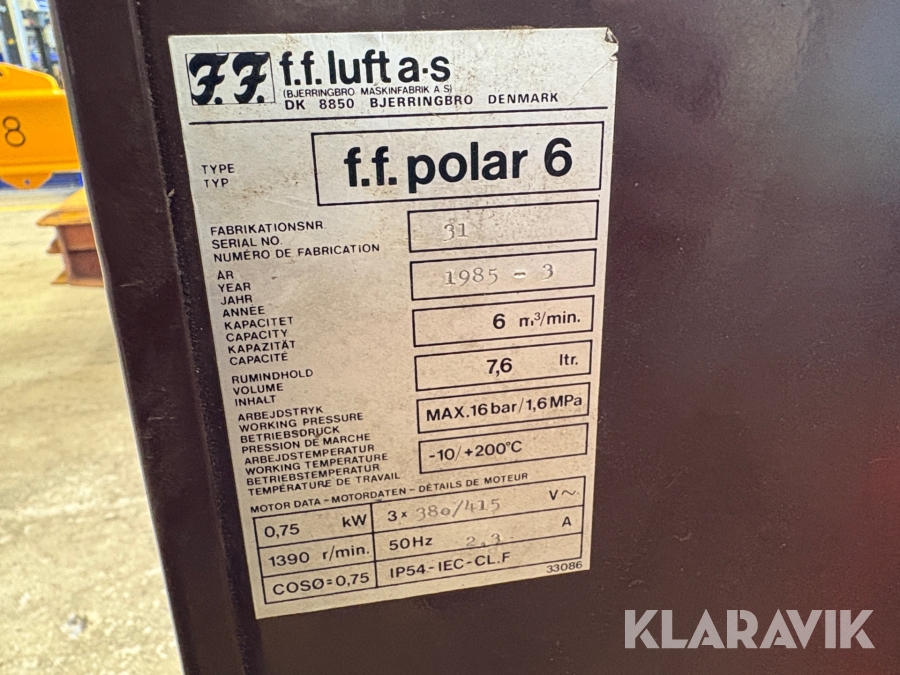 8
F.F.
f.f. luft a·s
(BJERRINGBRO MASKINFABRIK A S)
DK 8850 BJERRINGBRO DENMARK
TYPE
TYP
f.f. polar 6
FABRIKATIONSNR.
SERIAL NO.
NUMÉRO DE FABRICATION
31
AR
YEAR
JAHR
ANNÉE
1985 - 3
KAPACITET
CAPACITY
KAPAZITÄT
CAPACITÉ
6 m³/min.
RUMINDHOLD
VOLUME
INHALT
7,6 ltr.
ARBEJDSTRYK
WORKING PRESSURE
BETRIEBSDRUCK
PRESSION DE MARCHE
MAX. 16 bar/1,6 MPa
ARBEJDSTEMPERATUR
WORKING TEMPERATURE
BETRIEBSTEMPERATUR
TEMPÉRATURE DE TRAVAIL
-10/+200°C
MOTOR DATA - MOTORDATEN - DÉTAILS DE MOTEUR
0,75 kW
3 x 380/415 V~
1390 r/min.
50Hz 2.3 A
COSØ=0,75
IP54-IEC-CL.F
33086
KLARAVIK